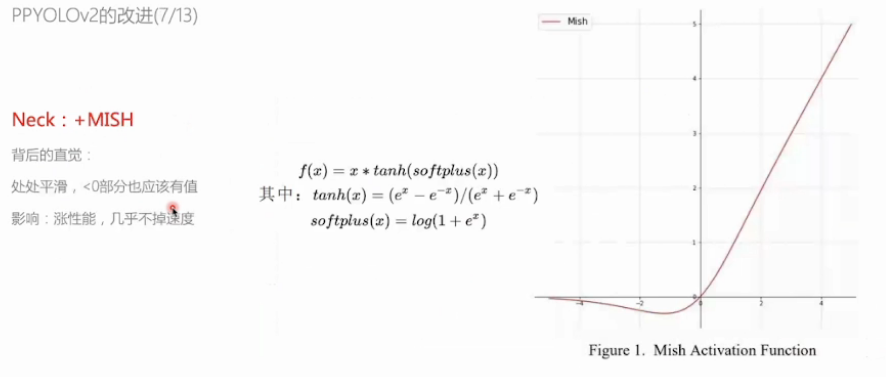 PPYOLOv2的改进(7/13)
Neck：+MISH
背后的直觉：
处处平滑，<0部分也应该有值
影响：涨性能，几乎不掉速度
f(x) = x * tanh(softplus(x))
其中：tanh(x) = (e^x − e^{−x})/(e^x + e^{−x})
softplus(x) = log(1 + e^x)
Mish
5
4
3
2
1
0
−4 −2 0 2 4
Figure 1. Mish Activation Function